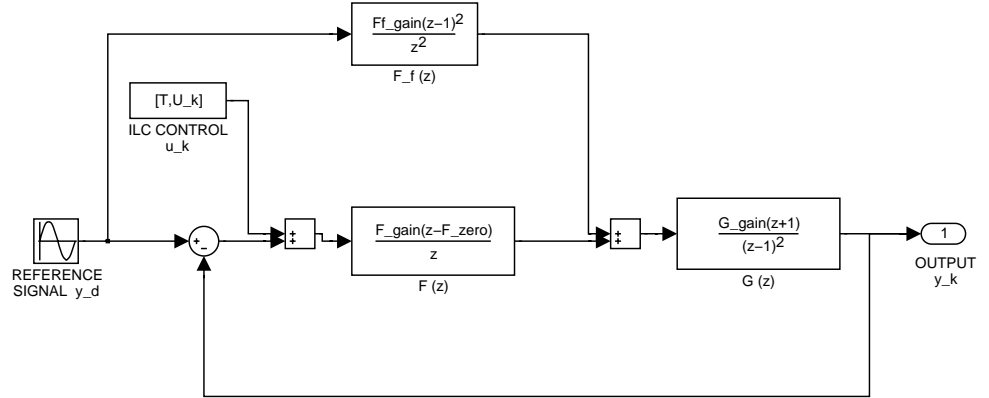 Ff_gain(z−1)2
z2
F_f (z)
[T,U_k]
ILC CONTROL
u_k
REFERENCE
SIGNAL y_d
+
−
+
+
F_gain(z−F_zero)
z
F (z)
+
+
G_gain(z+1)
(z−1)2
G (z)
1
OUTPUT
y_k